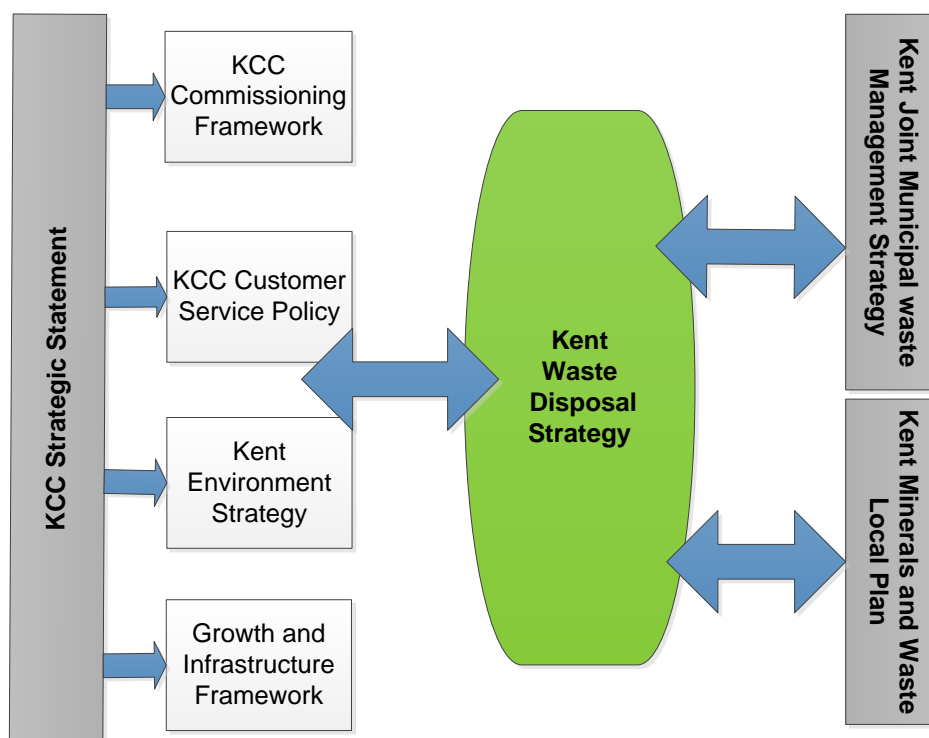 KCC Strategic Statement
KCC
Commissioning
Framework
KCC Customer
Service Policy
Kent
Environment
Strategy
Growth and
Infrastructure
Framework
Kent
Waste
Disposal
Strategy
Kent Joint Municipal waste
Management Strategy
Kent Minerals and Waste
Local Plan